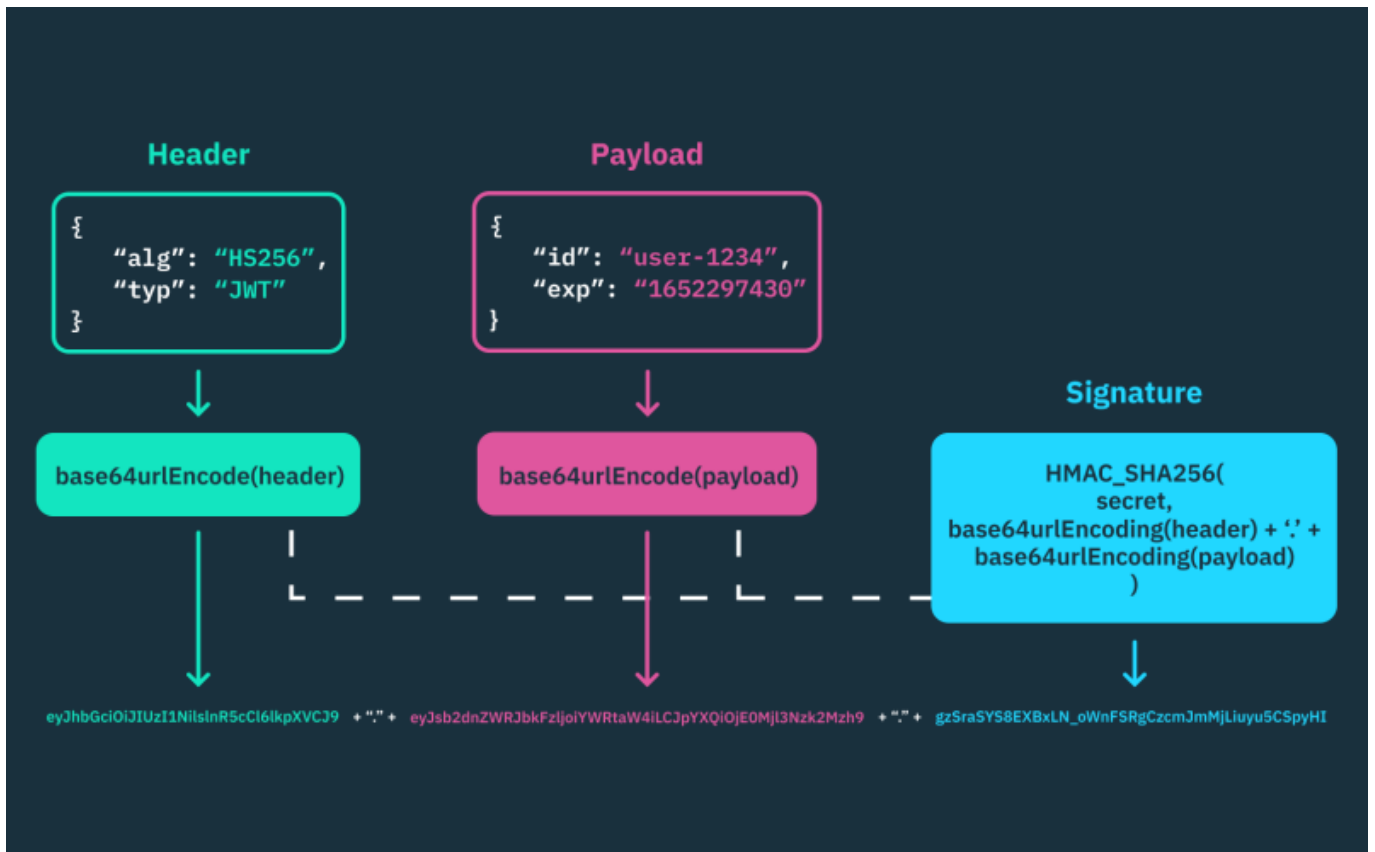 Header
{
“alg”: “HS256”,
“typ”: “JWT”
}
base64urlEncode(header)
Payload
{
“id”: “user-1234”,
“exp”: “1652297430”
}
base64urlEncode(payload)
Signature
HMAC_SHA256(
secret,
base64urlEncoding(header) + ‘.’ +
base64urlEncoding(payload)
)
eyJhbGciOiJIUzI1NiIsInR5cCI6IkpXVCJ9 + “.” + eyJsb2dnZWRJbkFzIjoiYWRtaW4iLCJpYXQiOjE0MjI3Nzk2Mzh9 + “.” + gzSraSYS8EXBxLN_oWnFSRgCzcmJmMjLiuyu5CSpyHI